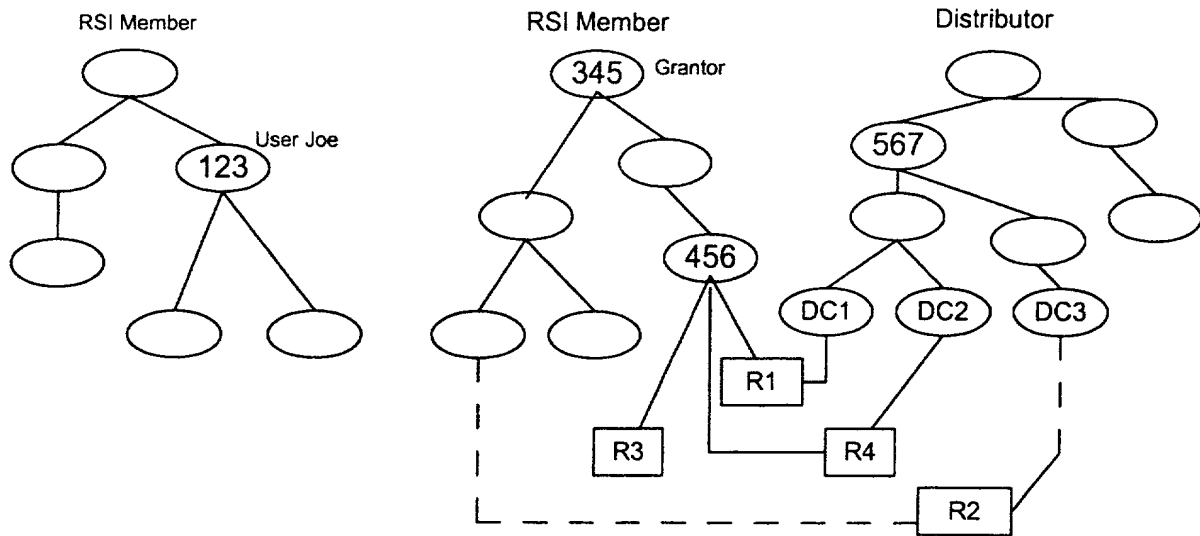 RSI Member
RSI Member
Distributor
345
Grantor
User Joe
123
567
456
DC1
DC2
DC3
R1
R3
R4
R2